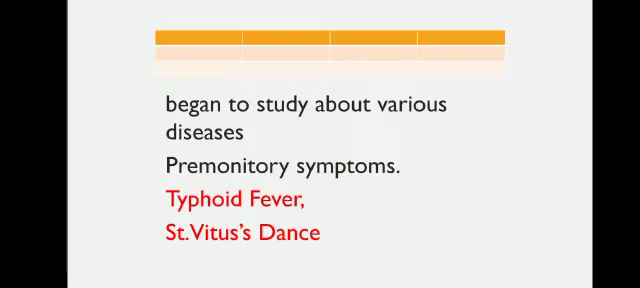 began to study about various
diseases
Premonitory symptoms.
Typhoid Fever,
St.Vitus’s Dance